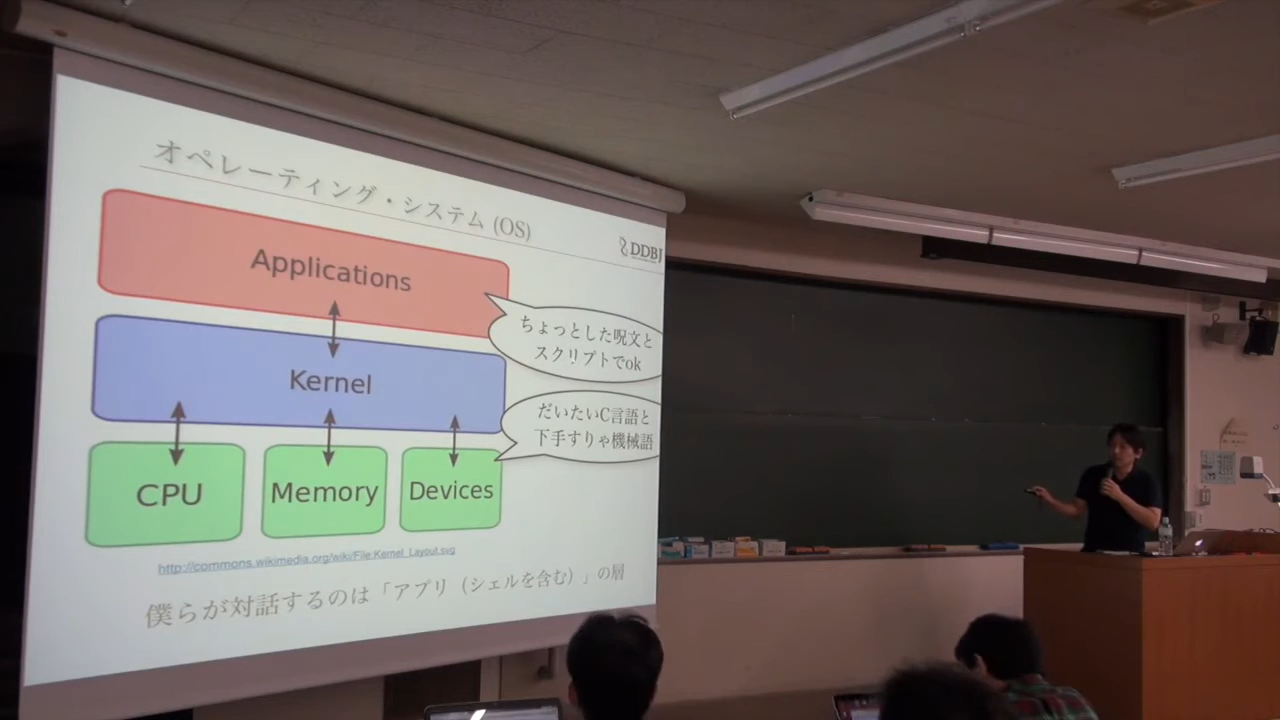 オペレーティング・システム (OS)
DDBJ
Applications
ちょっとした呪文と
スクリプトでok
Kernel
だいたいC言語と
下手すりゃ機械語
CPU
Memory
Devices
http://commons.wikimedia.org/wiki/File:Kernel_Layout.svg
僕らが対話するのは「アプリ（シェルを含む）」の層